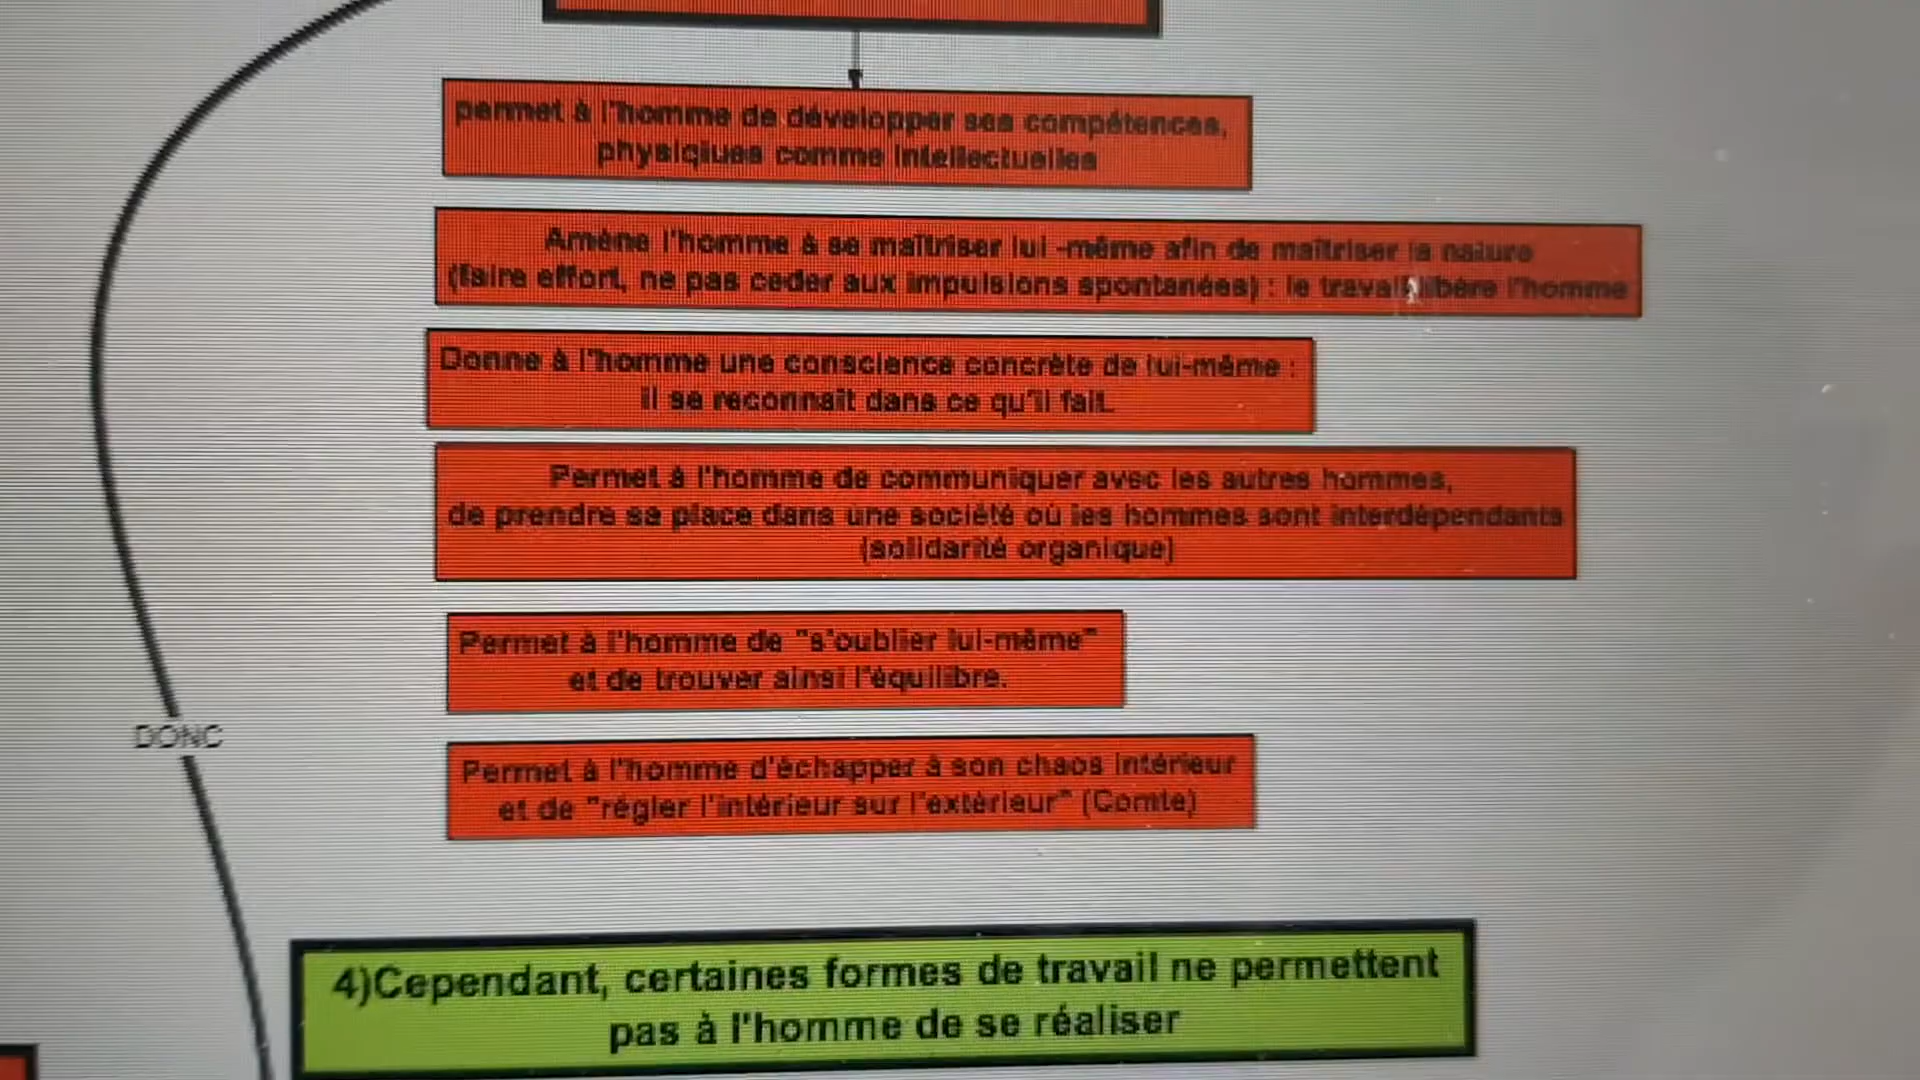 permet à l'homme de développer ses compétences,
physiqiues comme intellectuelles
Amène l'homme à se maîtriser lui -même afin de maîtriser la nature
(faire effort, ne pas ceder aux impulsions spontanées) : le travail libère l'homme
Donne à l'homme une conscience concrète de lui-même :
il se reconnaît dans ce qu'il fait.
Permet à l'homme de communiquer avec les autres hommes,
de prendre sa place dans une société où les hommes sont interdépendants
(solidarité organique)
Permet à l'homme de "s'oublier lui-même"
et de trouver ainsi l'équilibre.
DONC
Permet à l'homme d'échapper à son chaos intérieur
et de "régler l'intérieur sur l'extérieur" (Comte)
4)Cependant, certaines formes de travail ne permettent
pas à l'homme de se réaliser